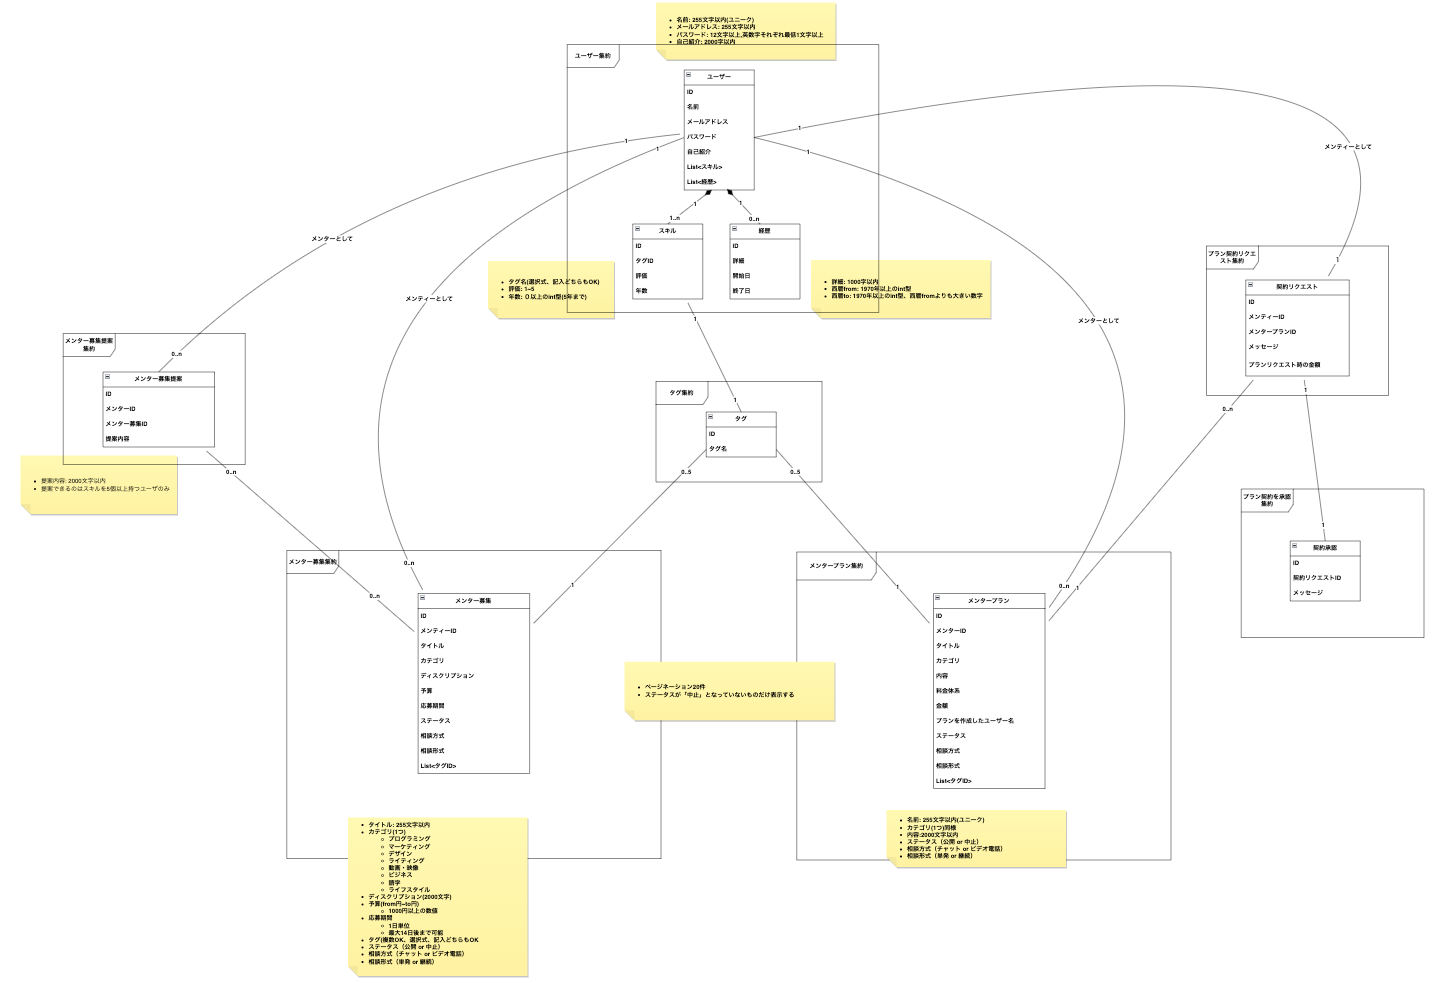 名前: 255文字以内(ユニーク)
メールアドレス: 255文字以内
パスワード: 12文字以上,英数字それぞれ最低1文字以上
自己紹介: 2000字以内
ユーザー集約
ユーザー
ID
名前
メールアドレス
パスワード
自己紹介
List<スキル>
List<経歴>
1
1
1
1
メンティーとして
メンターとして
メンティーとして
メンターとして
1
1
1..n
0..n
スキル
ID
タグID
評価
年数
経歴
ID
詳細
開始日
終了日
タグ名(選択式、記入どちらもOK)
評価: 1~5
年数: 0以上のint型(5年まで)
詳細: 1000字以内
西暦from: 1970年以上のint型
西暦to: 1970年以上のint型、西暦fromよりも大きい数字
プラン契約リクエ
スト集約
1
契約リクエスト
ID
メンティーID
メンタープランID
メッセージ
プランリクエスト時の金額
1
0..n
メンター募集提案
集約
0..n
メンター募集提案
ID
メンターID
メンター募集ID
提案内容
0..n
提案内容: 2000文字以内
提案できるのはスキルを5個以上持つユーザのみ
1
1
タグ集約
タグ
ID
タグ名
0..5
0..5
プラン契約を承認
集約
1
契約承認
ID
契約リクエストID
メッセージ
メンター募集集約
0..n
0..n
1
メンター募集
ID
メンティーID
タイトル
カテゴリ
ディスクリプション
予算
応募期間
ステータス
相談方式
相談形式
List<タグID>
メンタープラン集約
1
0..n
1
メンタープラン
ID
メンターID
タイトル
カテゴリ
内容
料金体系
金額
プランを作成したユーザー名
ステータス
相談方式
相談形式
List<タグID>
ページネーション20件
ステータスが「中止」となっていないものだけ表示する
タイトル: 255文字以内
カテゴリ(1つ)
プログラミング
マーケティング
デザイン
ライティング
動画・映像
ビジネス
語学
ライフスタイル
ディスクリプション(2000文字)
予算(from円~to円)
1000円以上の数値
応募期間
1日単位
最大14日後まで可能
タグ(複数OK、選択式、記入どちらもOK
ステータス（公開 or 中止）
相談方式（チャット or ビデオ電話）
相談形式（単発 or 継続）
名前: 255文字以内(ユニーク)
カテゴリ(1つ)同様
内容:2000文字以内
ステータス（公開 or 中止）
相談方式（チャット or ビデオ電話）
相談形式（単発 or 継続）